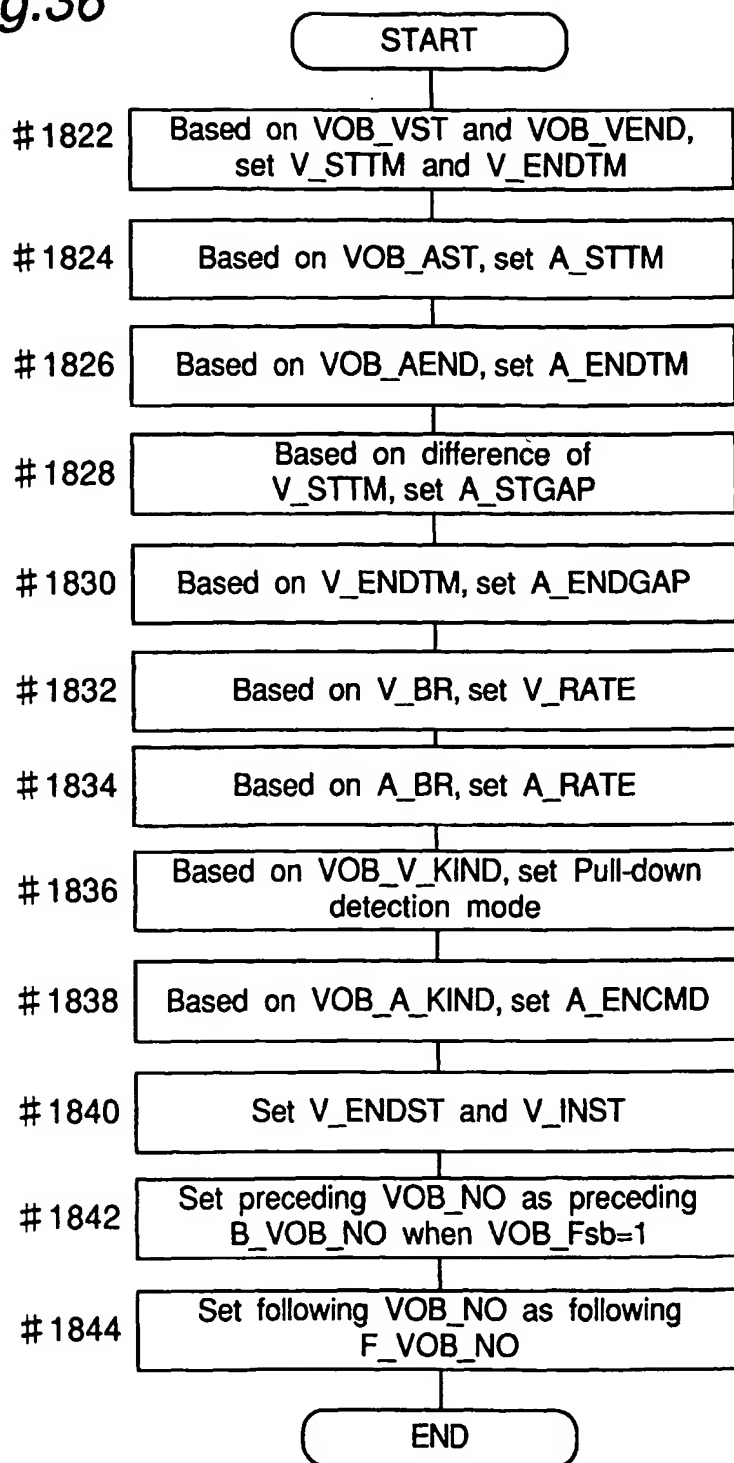 g.36
START
#1822
Based on VOB_VST and VOB_VEND,
set V_STTM and V_ENDTM
#1824
Based on VOB_AST, set A_STTM
#1826
Based on VOB_AEND, set A_ENDTM
#1828
Based on difference of
V_STTM, set A_STGAP
#1830
Based on V_ENDTM, set A_ENDGAP
#1832
Based on V_BR, set V_RATE
#1834
Based on A_BR, set A_RATE
#1836
Based on VOB_V_KIND, set Pull-down
detection mode
#1838
Based on VOB_A_KIND, set A_ENCMD
#1840
Set V_ENDST and V_INST
#1842
Set preceding VOB_NO as preceding
B_VOB_NO when VOB_Fsb=1
#1844
Set following VOB_NO as following
F_VOB_NO
END